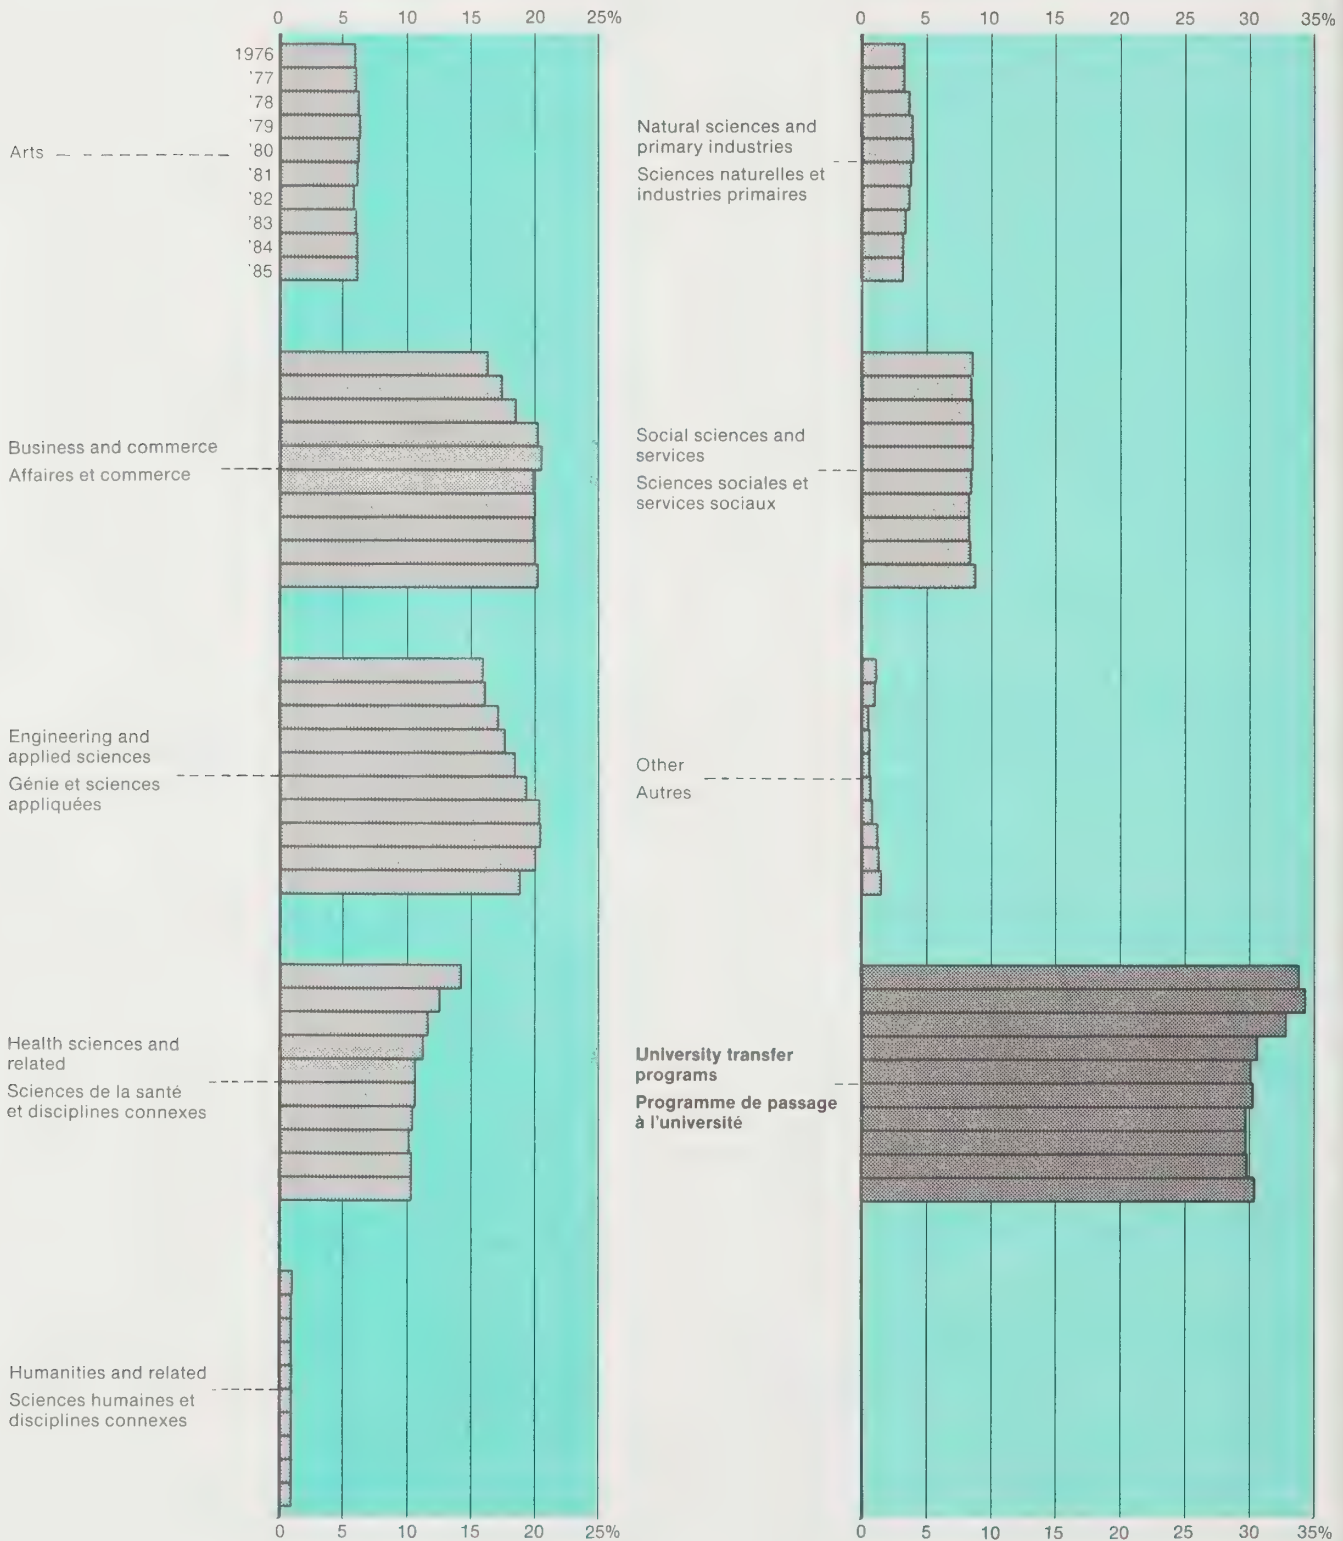 0 5 10 15 20 25%
1976
'77
'78
'79
'80
'81
'82
'83
'84
'85
Arts
Business and commerce
Affaires et commerce
Engineering and
applied sciences
Génie et sciences
appliquées
Health sciences and
related
Sciences de la santé
et disciplines connexes
Humanities and related
Sciences humaines et
disciplines connexes
0 5 10 15 20 25%
0 5 10 15 20 25 30 35%
Natural sciences and
primary industries
Sciences naturelles et
industries primaires
Social sciences and
services
Sciences sociales et
services sociaux
Other
Autres
University transfer
programs
Programme de passage
à l'université
0 5 10 15 20 25 30 35%